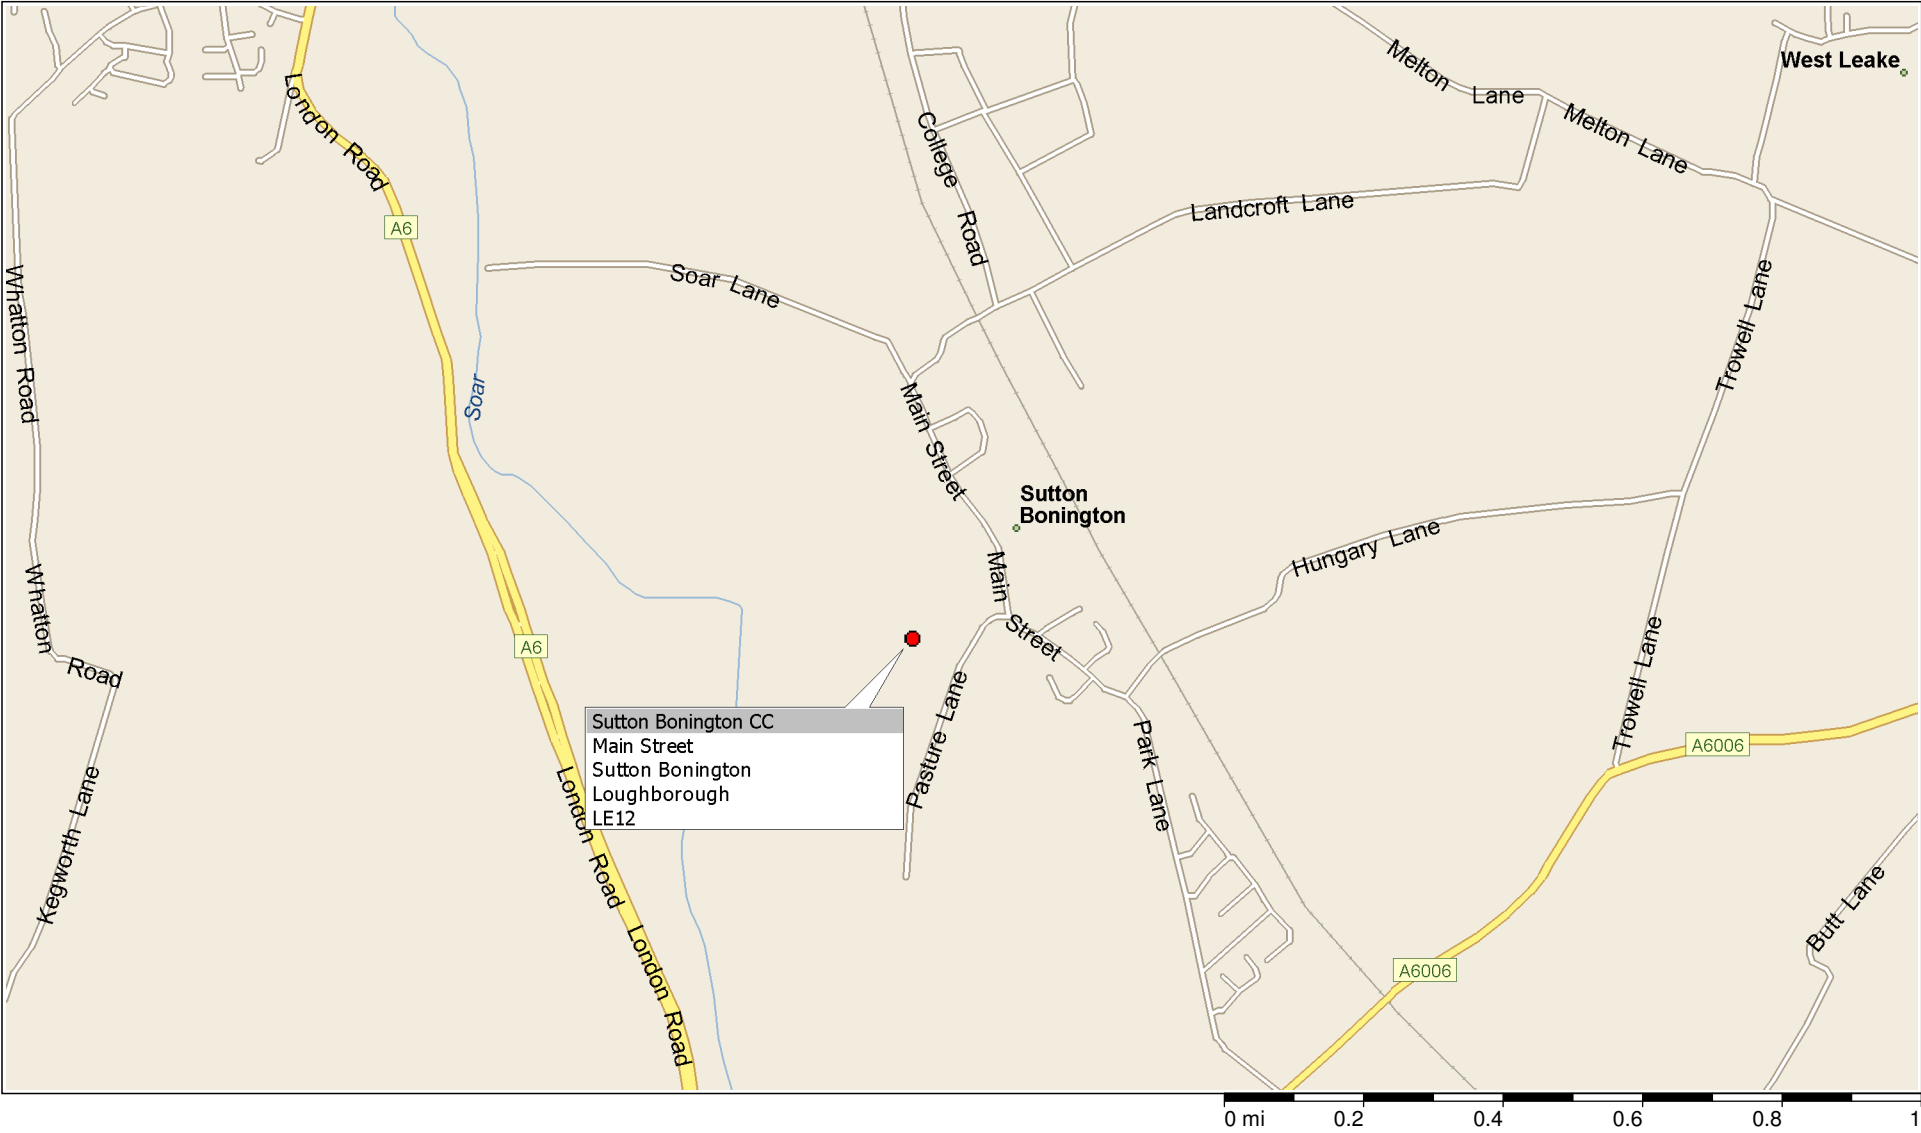 West Leake
Melton Lane
Melton Lane
London Road
College Road
Landcroft Lane
A6
Soar Lane
Whatton Road
Trowell Lane
Soar
Main Street
Sutton
Bonington
Hungary Lane
Main Street
Whatton Road
A6
Trowell Lane
Pasture Lane
Sutton Bonington CC
Main Street
Sutton Bonington
Loughborough
LE12
Park Lane
A6006
Kegworth Lane
London Road
Butt Lane
A6006
London Road
0 mi 0.2 0.4 0.6 0.8 1